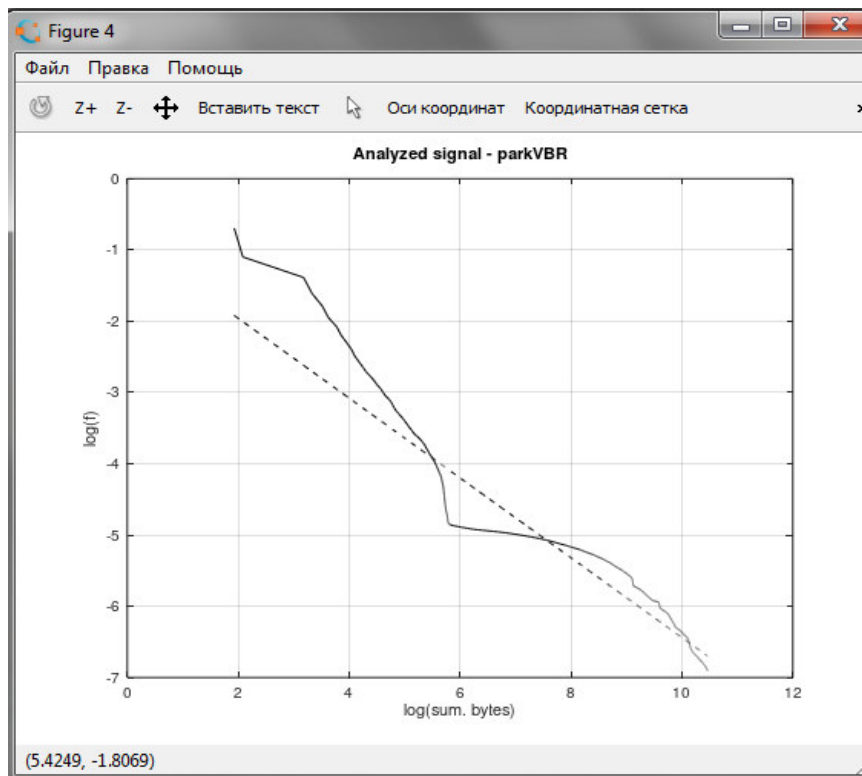 Figure 4
Файл Правка Помощь
Z+ Z- Вставить текст Оси координат Координатная сетка
Analyzed signal - parkVBR
0
-1
-2
-3
-4
-5
-6
-7
log(f)
0 2 4 6 8 10 12
log(sum. bytes)
(5.4249, -1.8069)